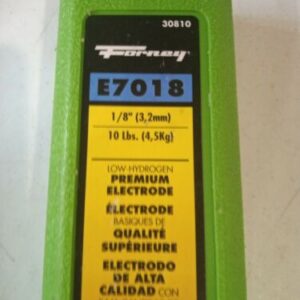 30810
Forney
E7018
1/8" (3,2mm)
10 Lbs. (4,5Kg)
LOW-HYDROGEN
PREMIUM
ELECTRODE
ÉLECTRODE
BASIQUES DE
QUALITÉ
SUPÉRIEURE
ELECTRODO
DE ALTA
CALIDAD CON